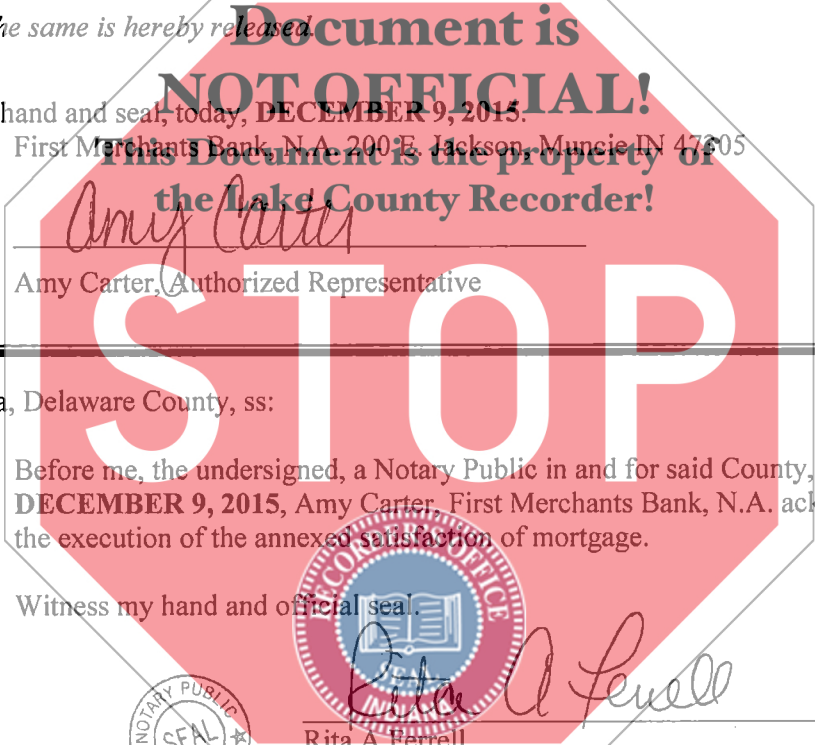 he same is hereby released.
Document is
NOT OFFICIAL!
hand and seal, today, DECEMBER 9, 2015.
First Merchants Bank, N.A. 200 E. Jackson, Muncie IN 47305
This Document is the property of
the Lake County Recorder!
Amy Carter
Amy Carter, Authorized Representative
STOP
a, Delaware County, ss:
Before me, the undersigned, a Notary Public in and for said County,
DECEMBER 9, 2015, Amy Carter, First Merchants Bank, N.A. ack
the execution of the annexed satisfaction of mortgage.
Witness my hand and official seal.
RECORDER'S OFFICE
SEAL
INDIANA
Rita A Ferrell
NOTARY PUBLIC
SEAL
Rita A Ferrell